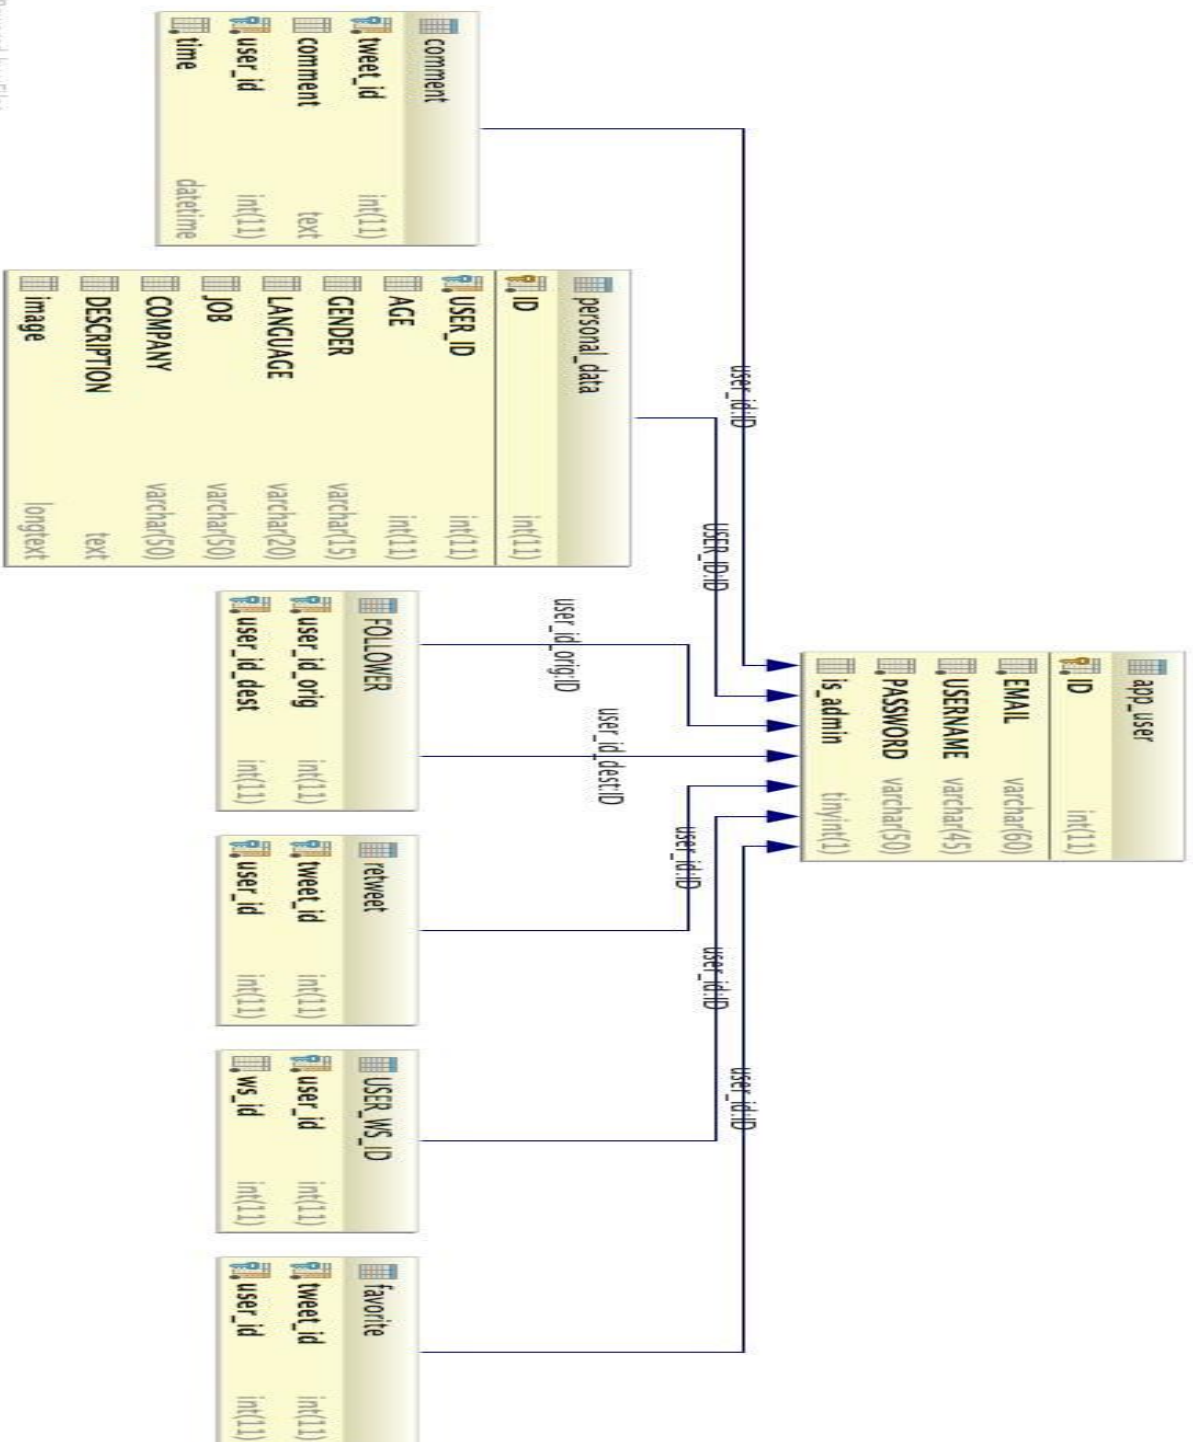 app_user
ID int(11)
EMAIL varchar(60)
USERNAME varchar(45)
PASSWORD varchar(50)
is_admin tinyint(1)
user_id:ID
USER_ID:ID
user_id_orig:ID
user_id_dest:ID
user_id:ID
user_id:ID
user_id:ID
comment
tweet_id int(11)
comment text
user_id int(11)
time datetime
personal_data
ID int(11)
USER_ID int(11)
AGE int(11)
GENDER varchar(15)
LANGUAGE varchar(20)
JOB varchar(50)
COMPANY varchar(50)
DESCRIPTION text
image longtext
FOLLOWER
user_id_orig int(11)
user_id_dest int(11)
retweet
tweet_id int(11)
user_id int(11)
USER_WS_ID
user_id int(11)
ws_id int(11)
favorite
tweet_id int(11)
user_id int(11)